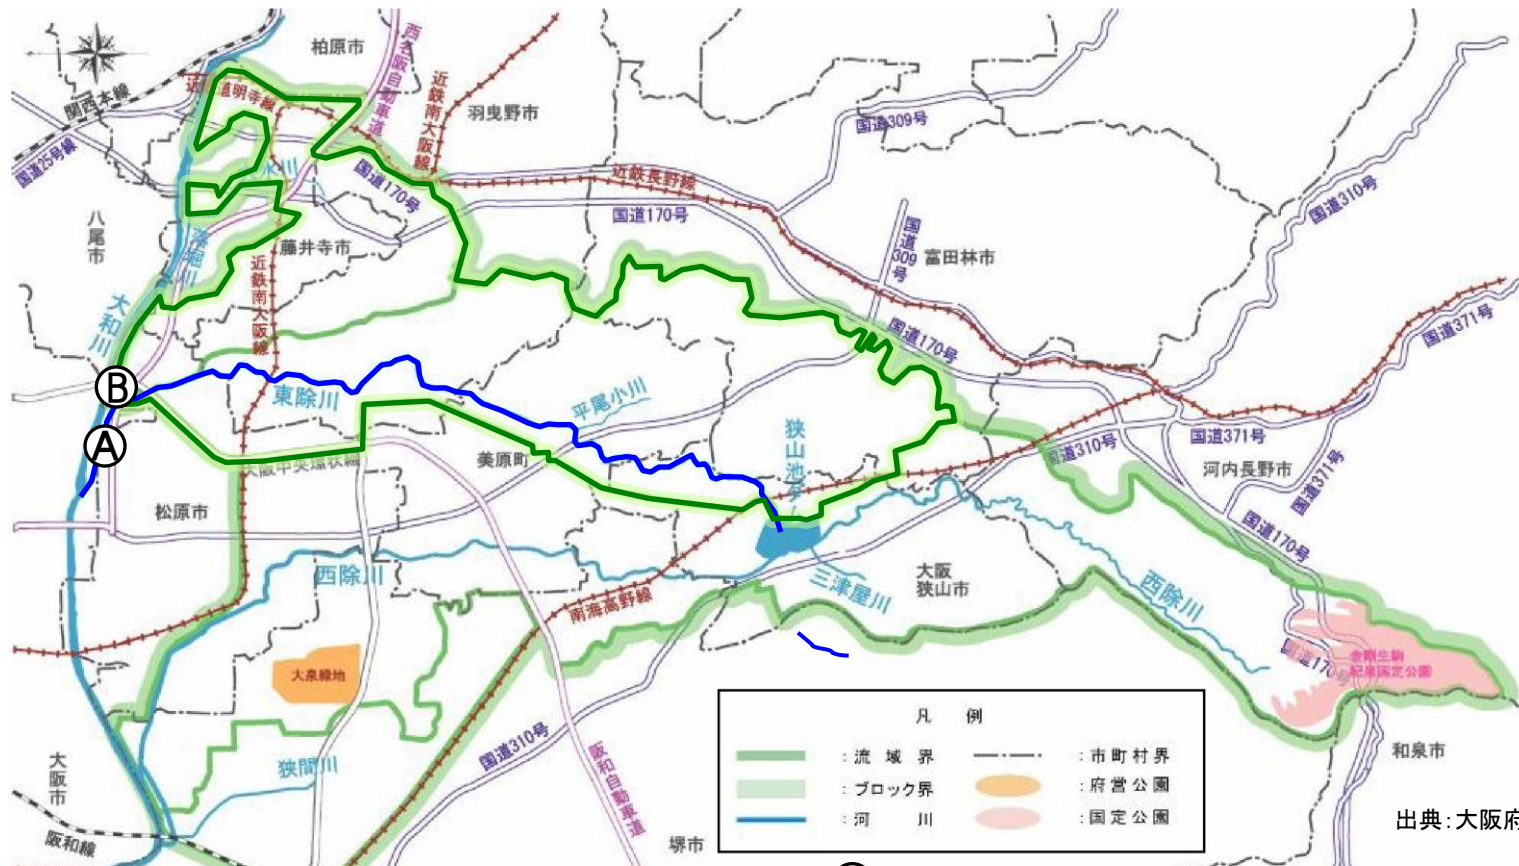 柏原市
西名阪自動車道
近鉄南大阪線
羽曳野市
国道309号
関西本線
道明寺線
国道25号線
水川
国道170号
近鉄長野線
国道170号
国道310号
八尾市
落堀川
藤井寺市
国道309号
富田林市
大和川
近鉄南大阪線
国道170号
国道371号
B
東除川
平尾小川
A
大阪中央環状線
美原町
狭山池ダム
国道310号
国道371号
河内長野市
国道371号
松原市
国道170号
西除川
南海高野線
三津屋川
大阪狭山市
西除川
大泉緑地
国道170号
金剛生駒
紀泉国定公園
凡例
:流域界
:市町村界
:ブロック界
:府営公園
:河川
:国定公園
大阪市
狭間川
国道310号
阪和自動車道
和泉市
阪和線
堺市
出典:大阪府